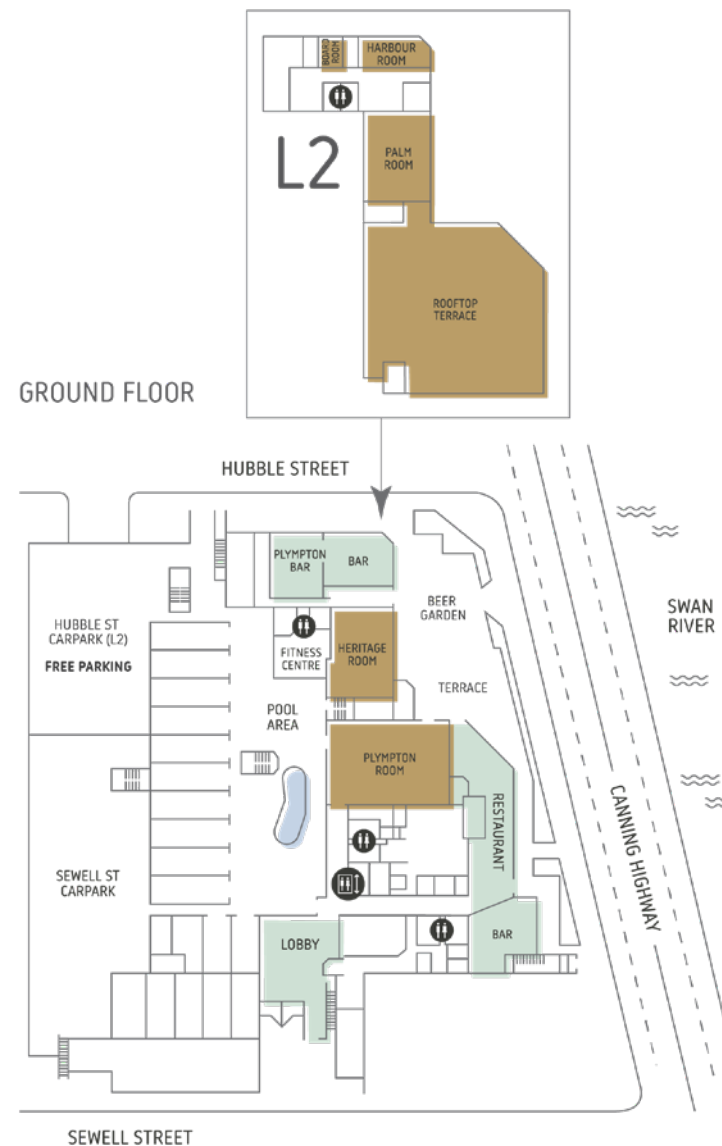 BOARD
ROOM
HARBOUR
ROOM
L2
PALM
ROOM
ROOFTOP
TERRACE
GROUND FLOOR
HUBBLE STREET
PLYMPTON
BAR
BAR
BEER
GARDEN
SWAN
RIVER
HUBBLE ST
CARPARK (L2)
FREE PARKING
FITNESS
CENTRE
HERITAGE
ROOM
TERRACE
POOL
AREA
PLYMPTON
ROOM
RESTAURANT
CANNING HIGHWAY
SEWELL ST
CARPARK
LOBBY
BAR
SEWELL STREET